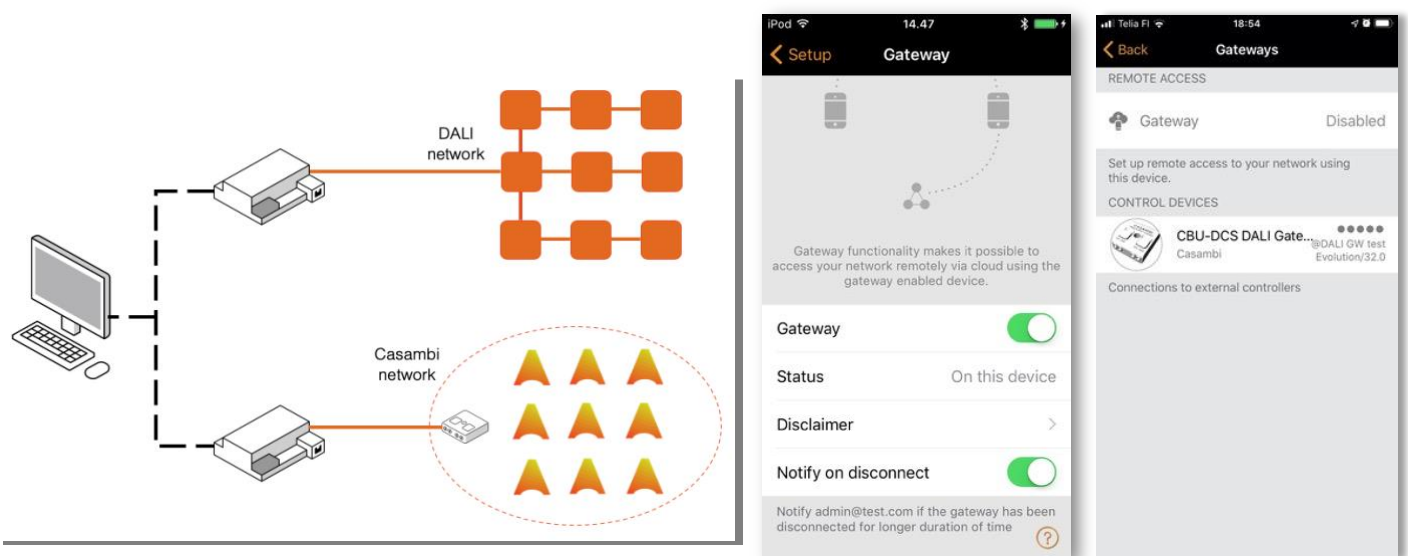 DALI
network
Casambi
network
iPod 14.47
Setup Gateway
Gateway functionality makes it possible to
access your network remotely via cloud using the
gateway enabled device.
Gateway
Status On this device
Disclaimer
Notify on disconnect
Notify admin@test.com if the gateway has been
disconnected for longer duration of time
?
Telia FI 18:54
Back Gateways
REMOTE ACCESS
Gateway Disabled
Set up remote access to your network using
this device.
CONTROL DEVICES
CBU-DCS DALI Gate...
Casambi
@DALI GW test
Evolution/32.0
Connections to external controllers